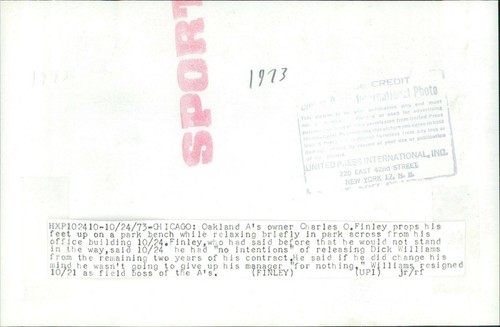 SPORT
1973
CREDIT
International Photo
UNITED PRESS INTERNATIONAL, INC.
220 EAST 42ND STREET
NEW YORK 17, N. Y.
HXP102410-10/24/73-CHICAGO: Oakland A's owner Charles O.Finley props his
feet up on a park bench while relaxing briefly in park across from his
office building 10/24.Finley,who had said before that he would not stand
in the way,said 10/24 he had "no intentions" of releasing Dick Williams
from the remaining two years of his contract.He said if he did change his
mind he wasn't going to give up his manager "for nothing." Williams resigned
10/21 as field boss of the A's. (FINLEY) (UPI) jr/rf